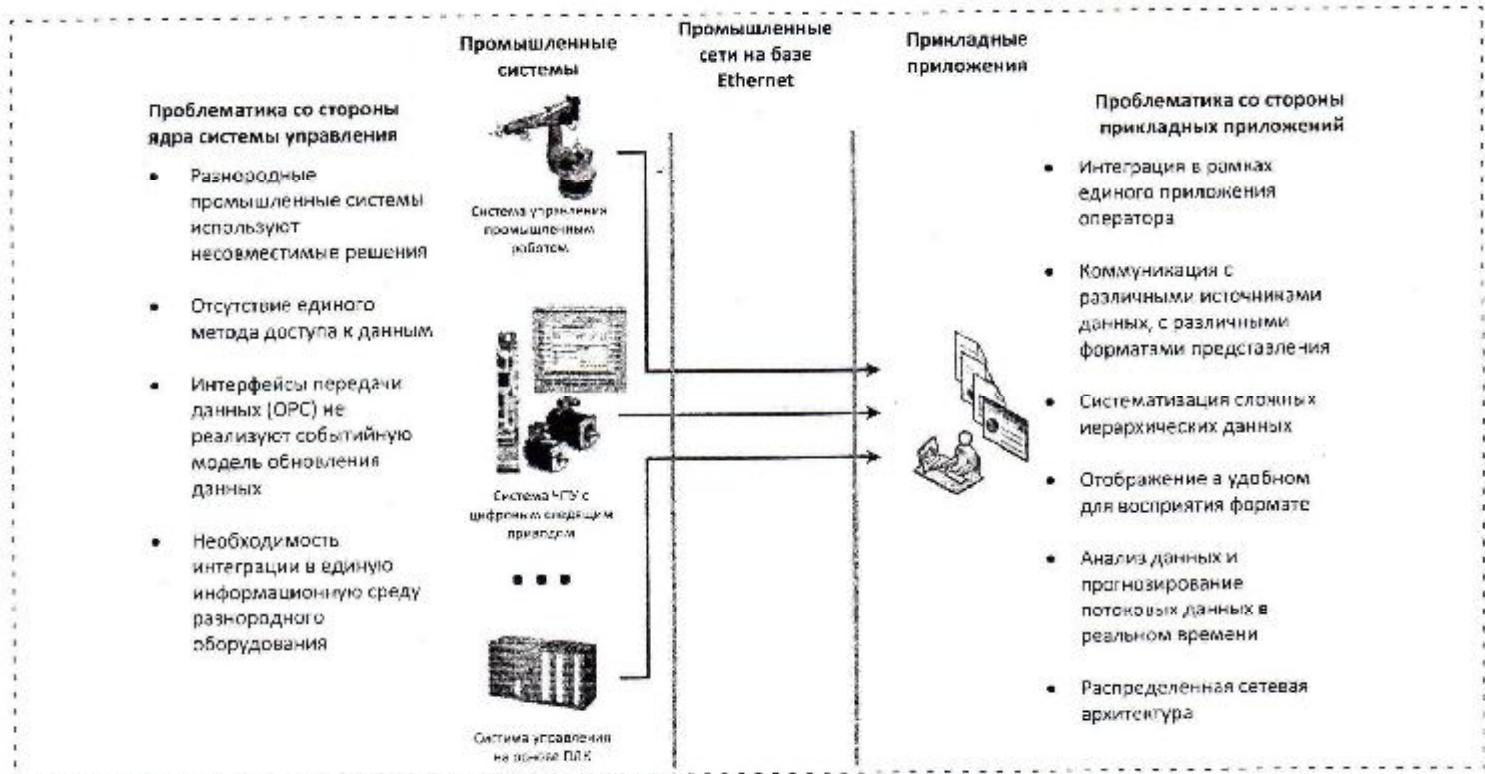 Промышленные
системы
Промышленные
сети на базе
Ethernet
Прикладные
приложения
Проблематика со стороны
ядра системы управления
• Разнородные
промышленные системы
используют
несовместимые решения
• Отсутствие единого
метода доступа к данным
• Интерфейсы передачи
данных (OPC) не
реализуют событийную
модель обновления
данных
• Необходимость
интеграции в единую
информационную среду
разнородного
оборудования
Система управления
промышленным
роботом
Система ЧПУ с
цифровым следящим
приводом
Система управления
на основе ПЛК
Проблематика со стороны
прикладных приложений
• Интеграция в рамках
единого приложения
оператора
• Коммуникация с
различными источниками
данных, с различными
форматами представления
• Систематизация сложных
иерархических данных
• Отображение в удобном
для восприятия формате
• Анализ данных и
прогнозирование
потоковых данных в
реальном времени
• Распределенная сетевая
архитектура